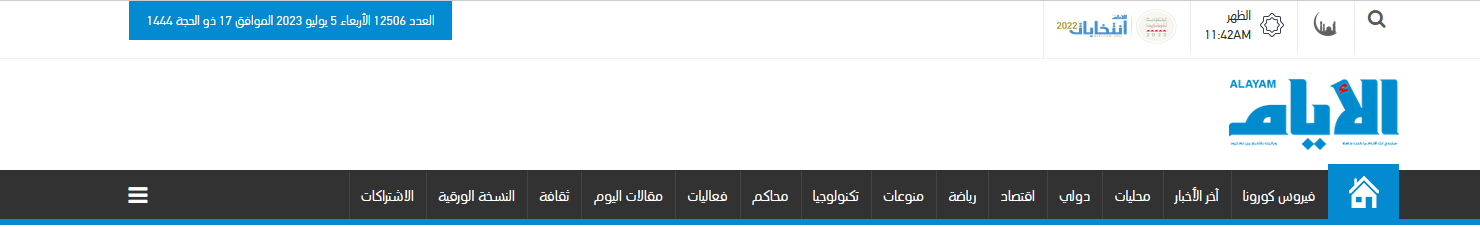 الظهر
11:42AM
انتخابات 2022
العدد 12506 الأربعاء 5 يوليو 2023 الموافق 17 ذو الحجة 1444
ALAYAM
الأيام
فيروس كورونا
آخر الأخبار
محليات
دولي
اقتصاد
رياضة
منوعات
تكنولوجيا
محاكم
فعاليات
مقالات اليوم
ثقافة
النسخة الورقية
الاشتراكات